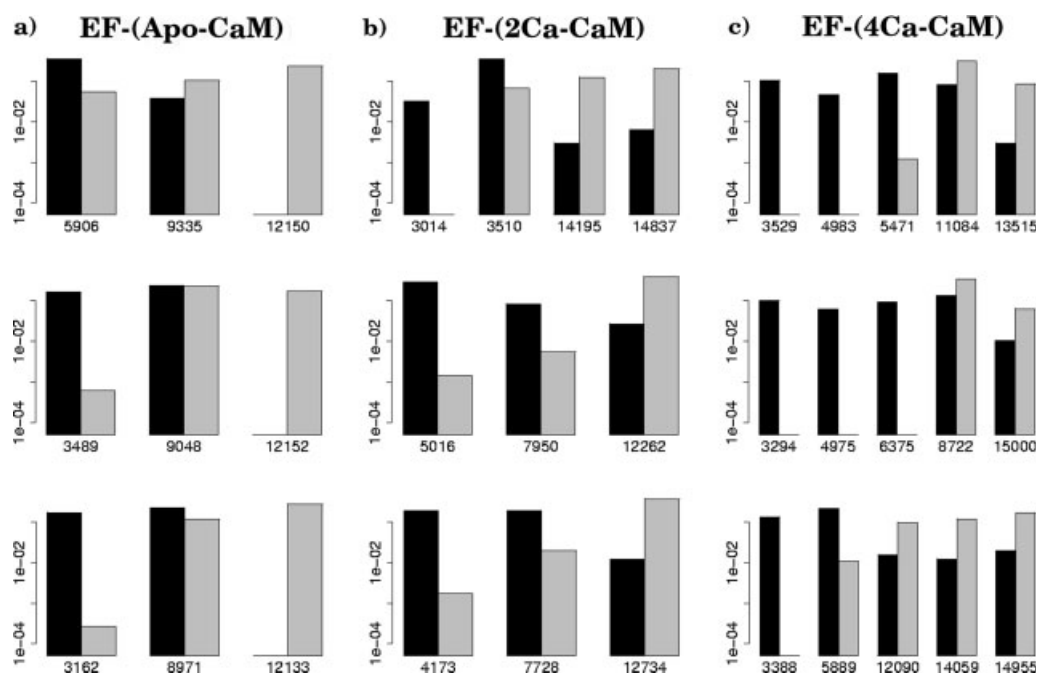 a) EF-(Apo-CaM) b) EF-(2Ca-CaM) c) EF-(4Ca-CaM)
1e-02 1e-02 1e-02
1e-04 1e-04 1e-04
5906 9335 12150 3014 3510 14195 14837 3529 4983 5471 11084 13515
1e-02 1e-02 1e-02
1e-04 1e-04 1e-04
3489 9048 12152 5016 7950 12262 3294 4975 6375 8722 15000
1e-02 1e-02 1e-02
1e-04 1e-04 1e-04
3162 8971 12133 4173 7728 12734 3388 5889 12090 14059 14955